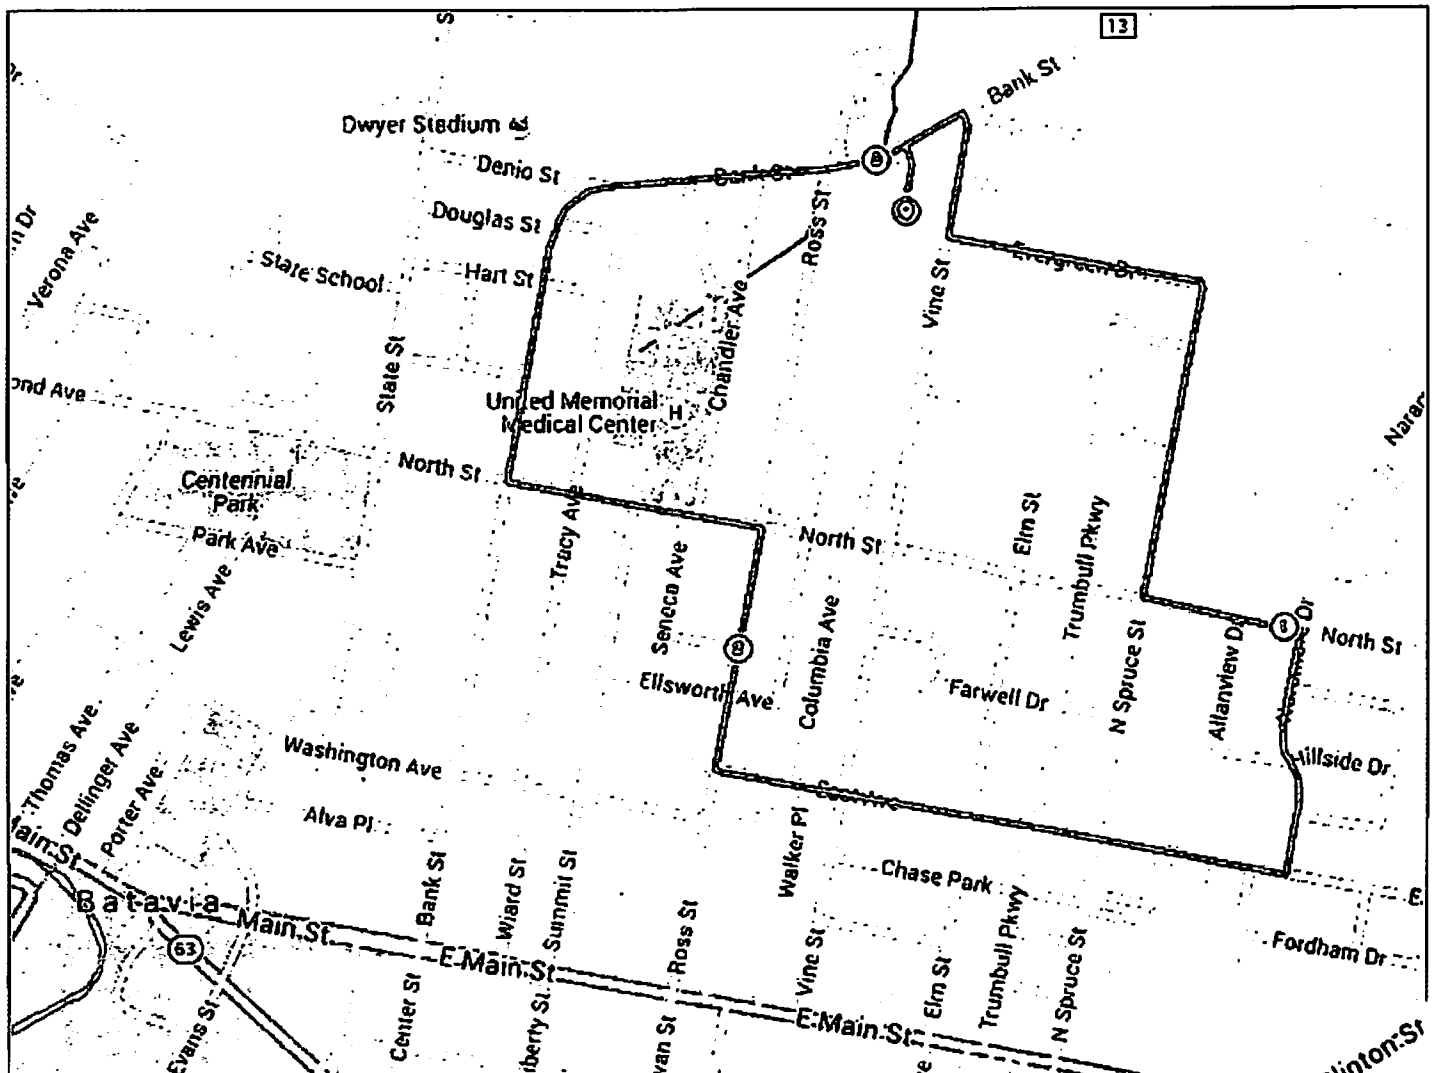 13
Bank St
Dwyer Stadium
Denio St
Bank St
Douglas St
Ross St
Verona Ave
State School
Hart St
Vine St
Evergreen Dr
Chandler Ave
State St
United Memorial
Medical Center
H
North St
Centennial
Park
Park Ave
Tracy Ave
North St
Elm St
Trumbull Pkwy
Lewis Ave
Seneca Ave
Columbia Ave
N Spruce St
Allanview Dr
8
Dr
North St
Ellsworth Ave
Farwell Dr
Thomas Ave
Dellinger Ave
Porter Ave
Washington Ave
Hillside Dr
Alva Pl
Walker Pl
Chase Park
Bank St
Wiard St
Summit St
Ross St
Vine St
Elm St
Trumbull Pkwy
N Spruce St
Fordham Dr
E.
Batavia
Main St
63
E Main St
E Main St
Evans St
Center St